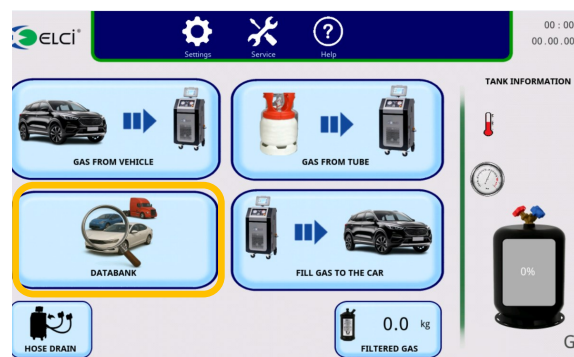 ELCi®
Settings
Service
Help
00 : 00
00 .00 .00
TANK INFORMATION
GAS FROM VEHICLE
GAS FROM TUBE
DATABANK
FILL GAS TO THE CAR
0%
HOSE DRAIN
0.0 kg
FILTERED GAS
G